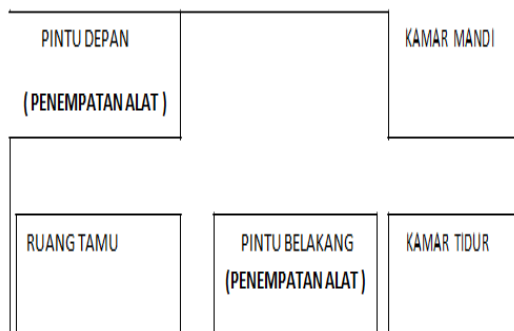 PINTU DEPAN
( PENEMPATAN ALAT )
KAMAR MANDI
RUANG TAMU
PINTU BELAKANG
(PENEMPATAN ALAT )
KAMAR TIDUR